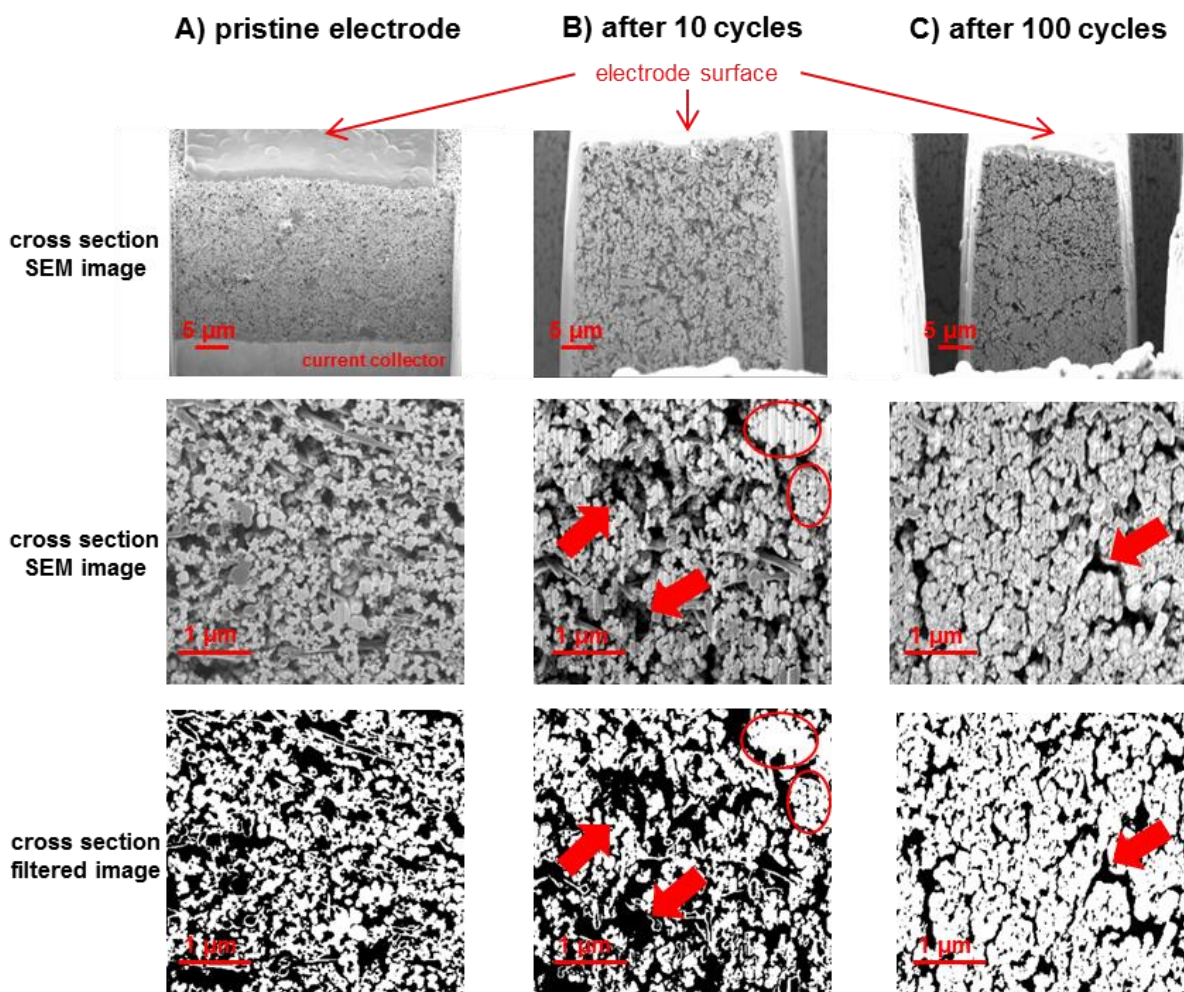 A) pristine electrode
B) after 10 cycles
C) after 100 cycles
electrode surface
cross section
SEM image
5 µm
current collector
5 µm
5 µm
cross section
SEM image
1 µm
1 µm
1 µm
cross section
filtered image
1 µm
1 µm
1 µm